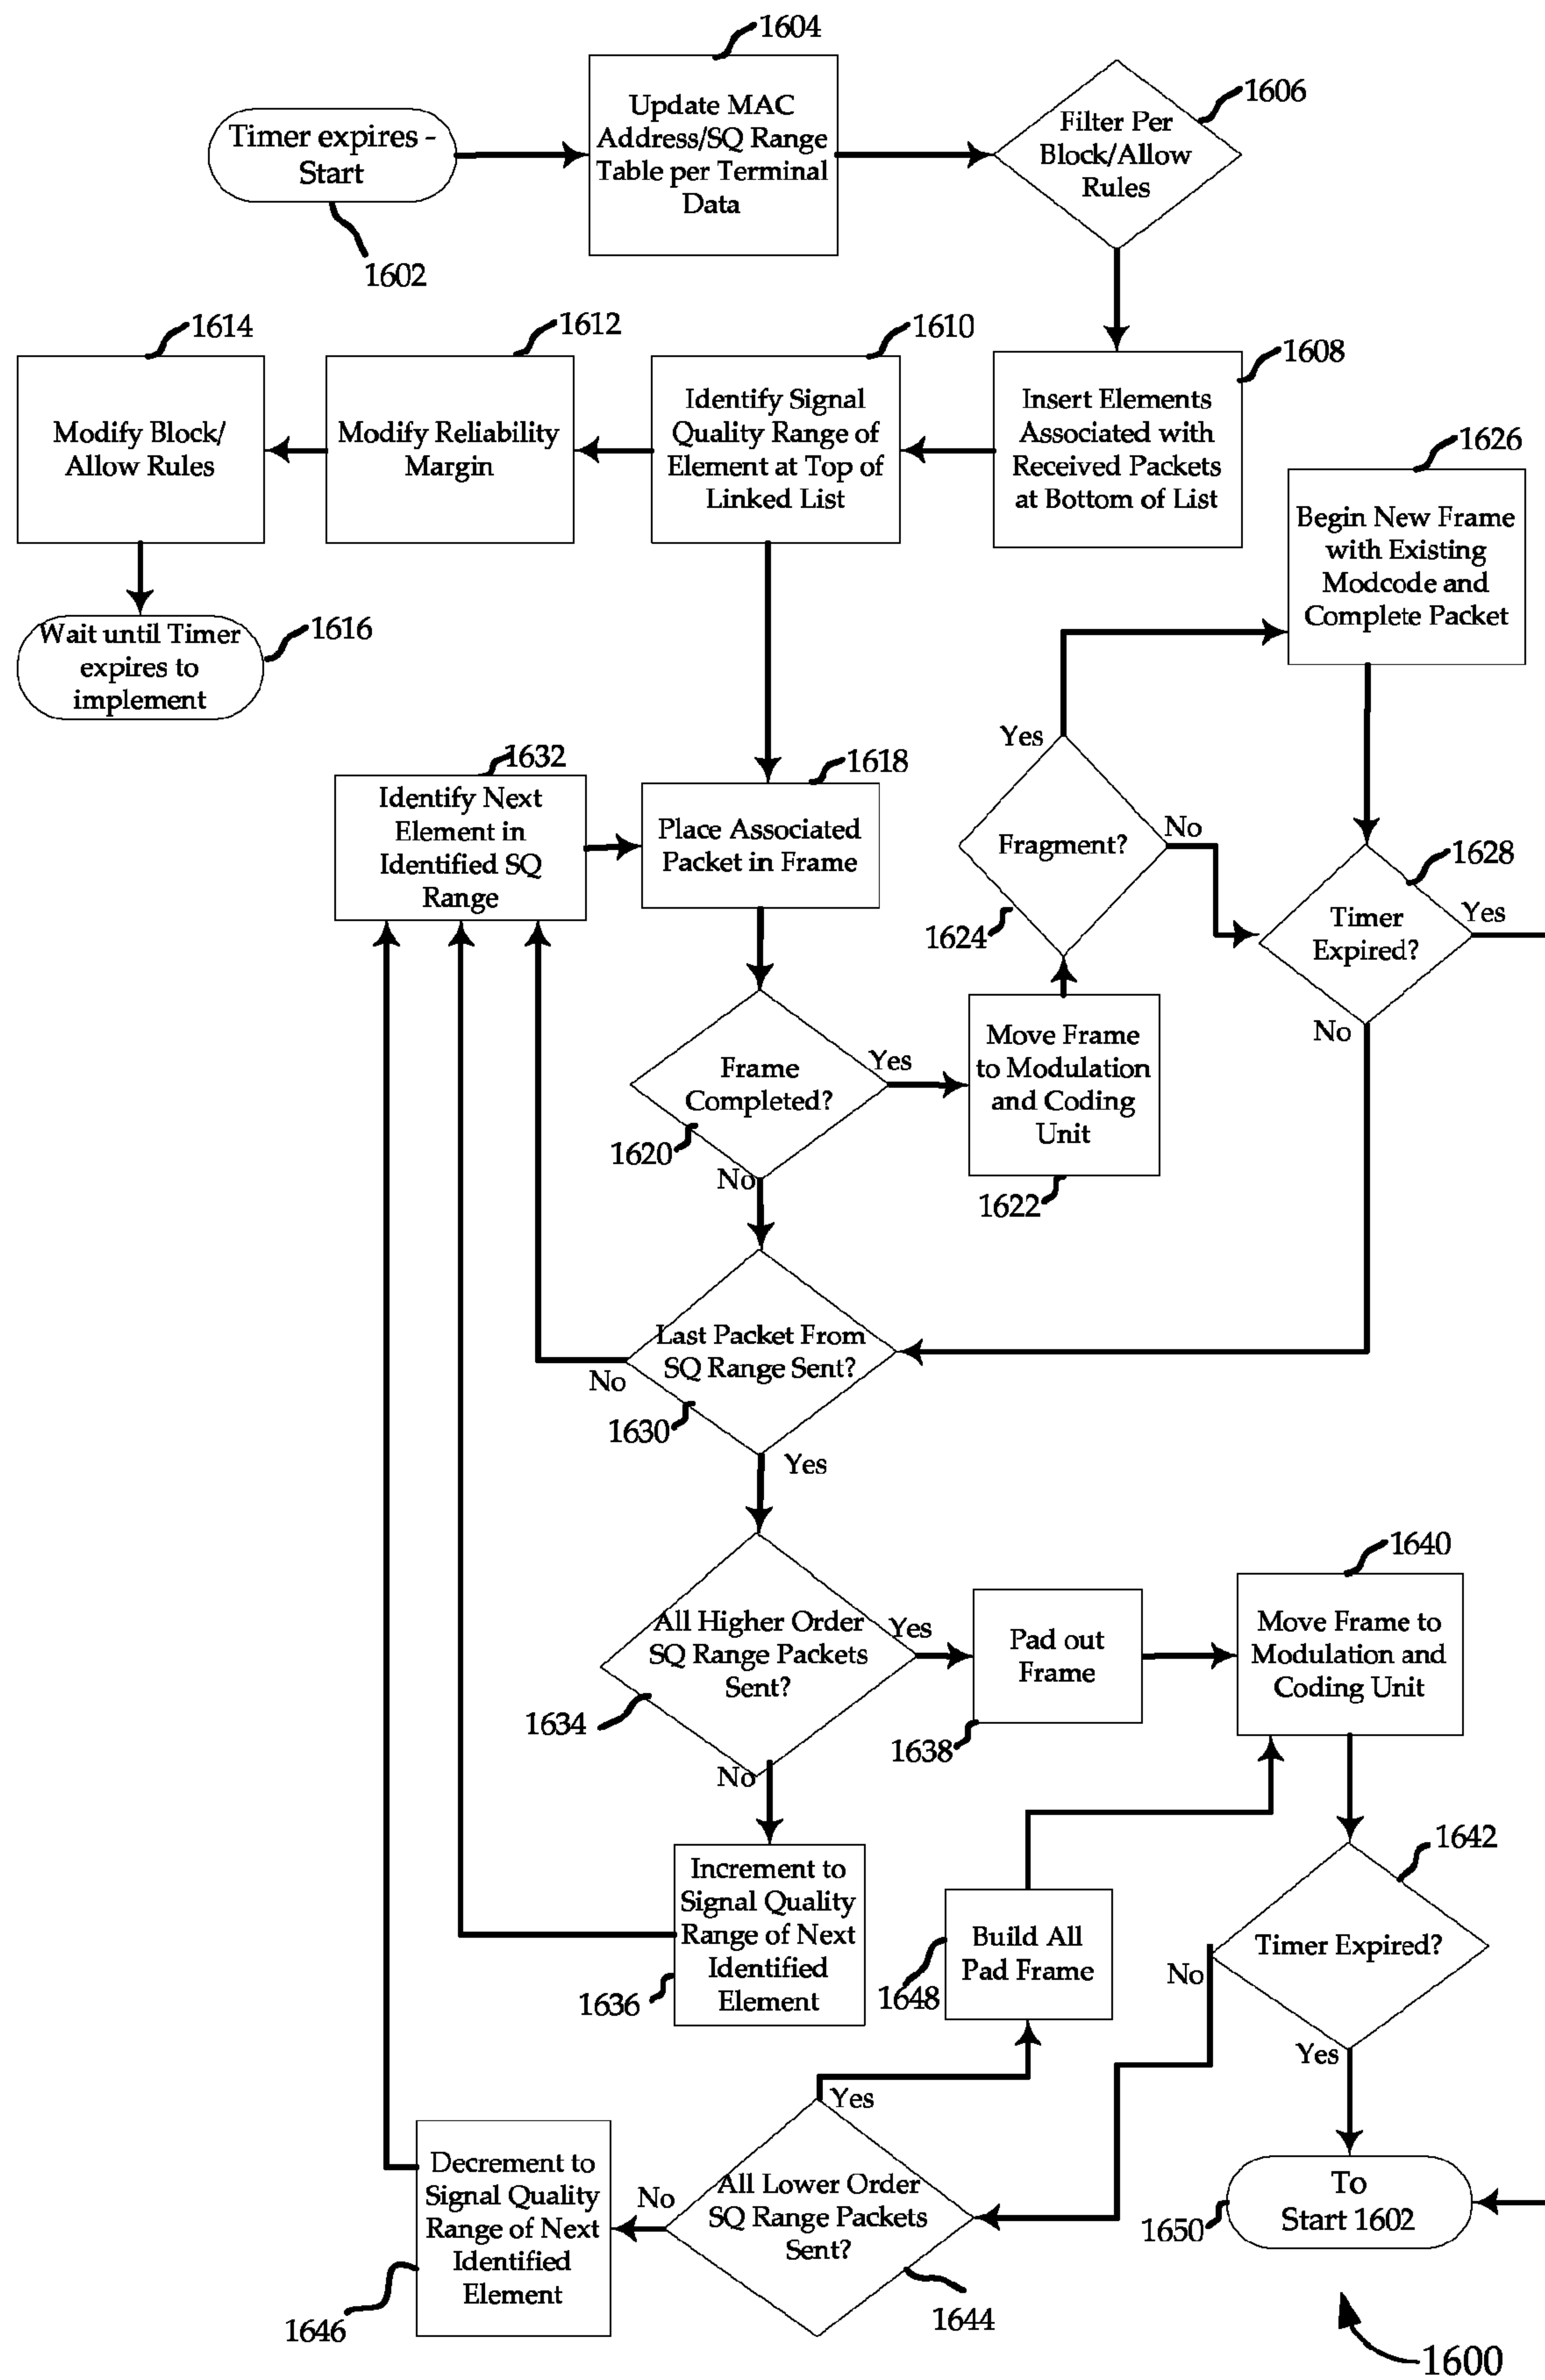 1604
Update MAC
Address/SQ Range
Table per Terminal
Data
1606
Filter Per
Block/Allow
Rules
Timer expires -
Start
1602
1614
Modify Block/
Allow Rules
1612
Modify Reliability
Margin
1610
Identify Signal
Quality Range of
Element at Top of
Linked List
1608
Insert Elements
Associated with
Received Packets
at Bottom of List
1626
Begin New Frame
with Existing
Modcode and
Complete Packet
Wait until Timer
expires to
implement
1616
1632
Identify Next
Element in
Identified SQ
Range
1618
Place Associated
Packet in Frame
Yes
Fragment?
No
1624
1628
Timer
Expired?
Yes
No
Frame
Completed?
Yes
1620
No
Move Frame
to Modulation
and Coding
Unit
1622
Last Packet From
SQ Range Sent?
No
1630
Yes
All Higher Order
SQ Range Packets
Sent?
Yes
1634
No
Pad out
Frame
1638
1640
Move Frame to
Modulation and
Coding Unit
Increment to
Signal Quality
Range of Next
Identified
Element
1636
Build All
Pad Frame
1648
1642
Timer Expired?
No
Yes
Decrement to
Signal Quality
Range of Next
Identified
Element
1646
Yes
No
All Lower Order
SQ Range Packets
Sent?
1644
To
Start 1602
1650
1600